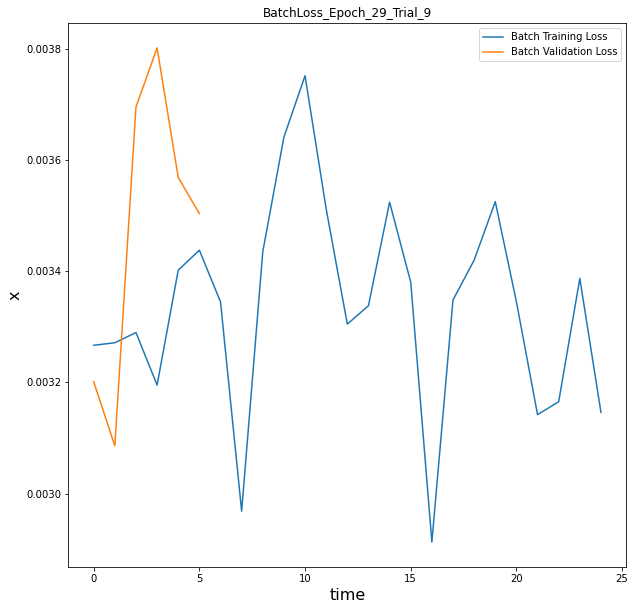 BatchLoss_Epoch_29_Trial_9
Batch Training Loss
Batch Validation Loss
0.0038
0.0036
0.0034
0.0032
0.0030
x
0 5 10 15 20 25
time